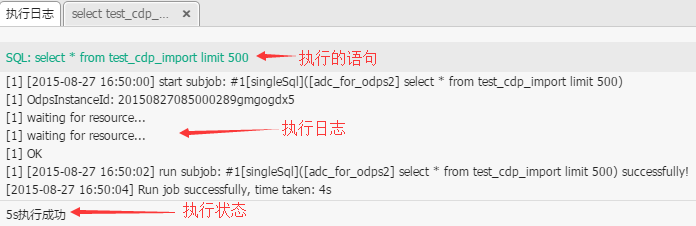 执行日志 select test_cdp_... ×
SQL: select * from test_cdp_import limit 500 执行的语句
[1] [2015-08-27 16:50:00] start subjob: #1[singleSql]([adc_for_odps2] select * from test_cdp_import limit 500)
[1] OdpsInstanceId: 20150827085000289gmgogdx5
[1] waiting for resource...
[1] waiting for resource... 执行日志
[1] OK
[1] [2015-08-27 16:50:02] run subjob: #1[singleSql]([adc_for_odps2] select * from test_cdp_import limit 500) successfully!
[2015-08-27 16:50:04] Run job successfully, time taken: 4s
5s执行成功 执行状态